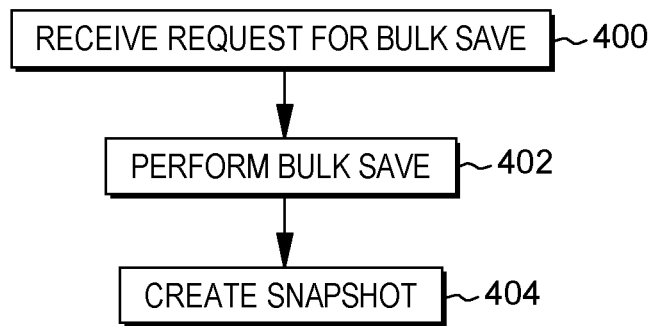 RECEIVE REQUEST FOR BULK SAVE 400
PERFORM BULK SAVE 402
CREATE SNAPSHOT 404